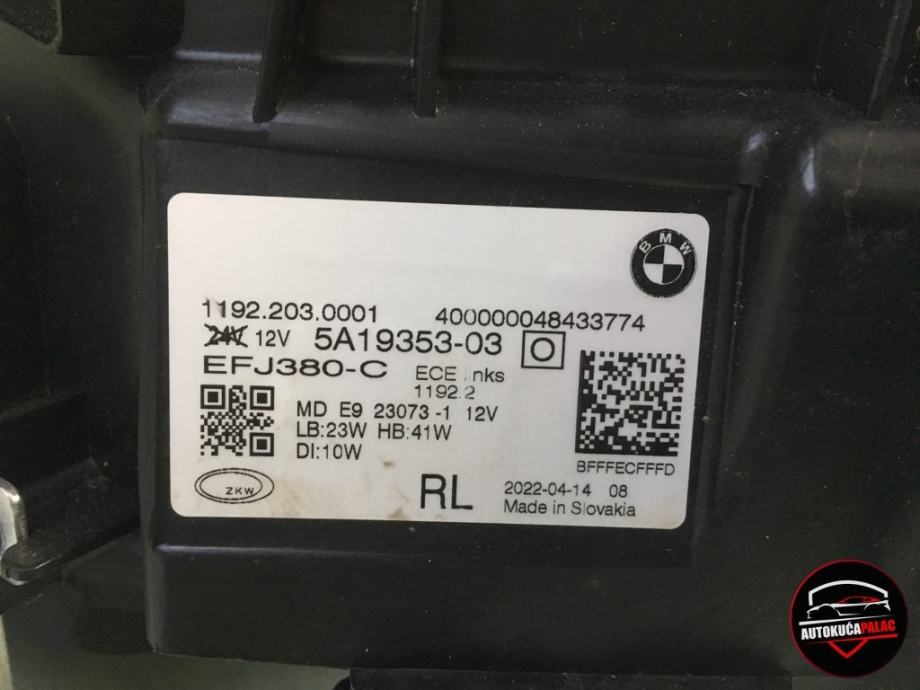 BMW
1192.203.0001 400000048433774
24V 12V 5A19353-03 O
EFJ380-C ECE links
1192.2
MD E9 23073 -1 12V
LB:23W HB:41W
DI:10W
BFFFECFFFD
ZKW RL 2022-04-14 08
Made in Slovakia
AUTOKUĆAPALAC